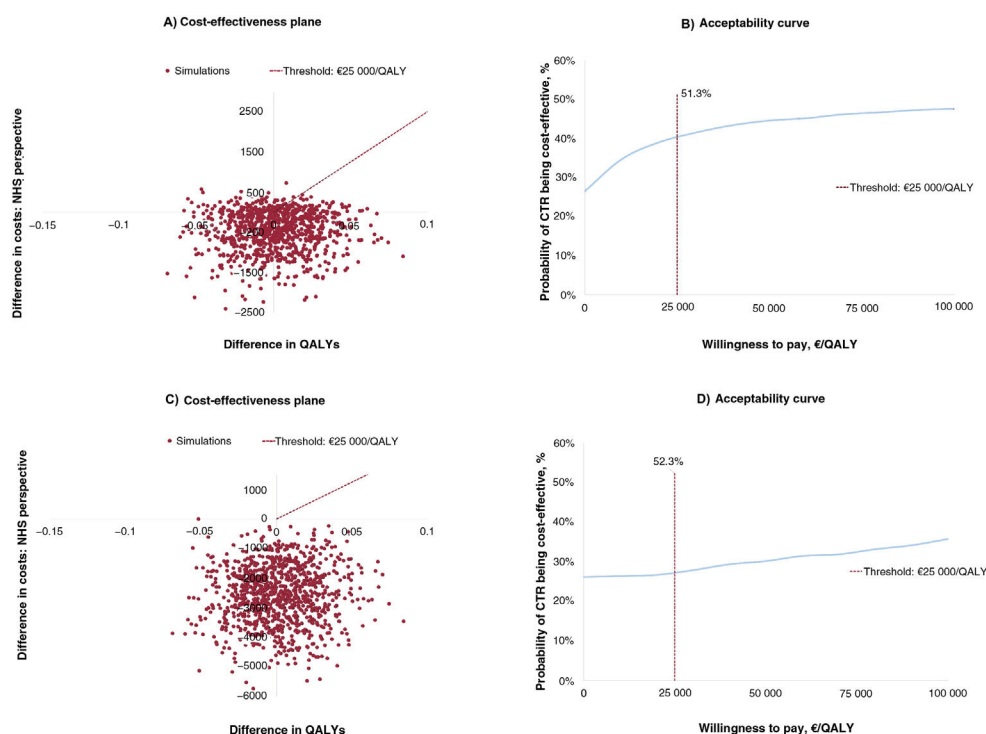 A) Cost-effectiveness plane
Simulations
Threshold: €25 000/QALY
Difference in costs: NHS perspective
2500
1500
500
−500
−1500
−2500
−0.15
−0.1
−0.05
0
0.05
0.1
Difference in QALYs
B) Acceptability curve
Probability of CTR being cost-effective, %
60%
50%
40%
30%
20%
10%
0%
51.3%
Threshold: €25 000/QALY
0
25 000
50 000
75 000
100 000
Willingness to pay, €/QALY
C) Cost-effectiveness plane
Simulations
Threshold: €25 000/QALY
Difference in costs: NHS perspective
1000
0
−1000
−2000
−3000
−4000
−5000
−6000
−0.15
−0.1
−0.05
0
0.05
0.1
Difference in QALYs
D) Acceptability curve
Probability of CTR being cost-effective, %
60%
50%
40%
30%
20%
10%
0%
52.3%
Threshold: €25 000/QALY
0
25 000
50 000
75 000
100 000
Willingness to pay, €/QALY